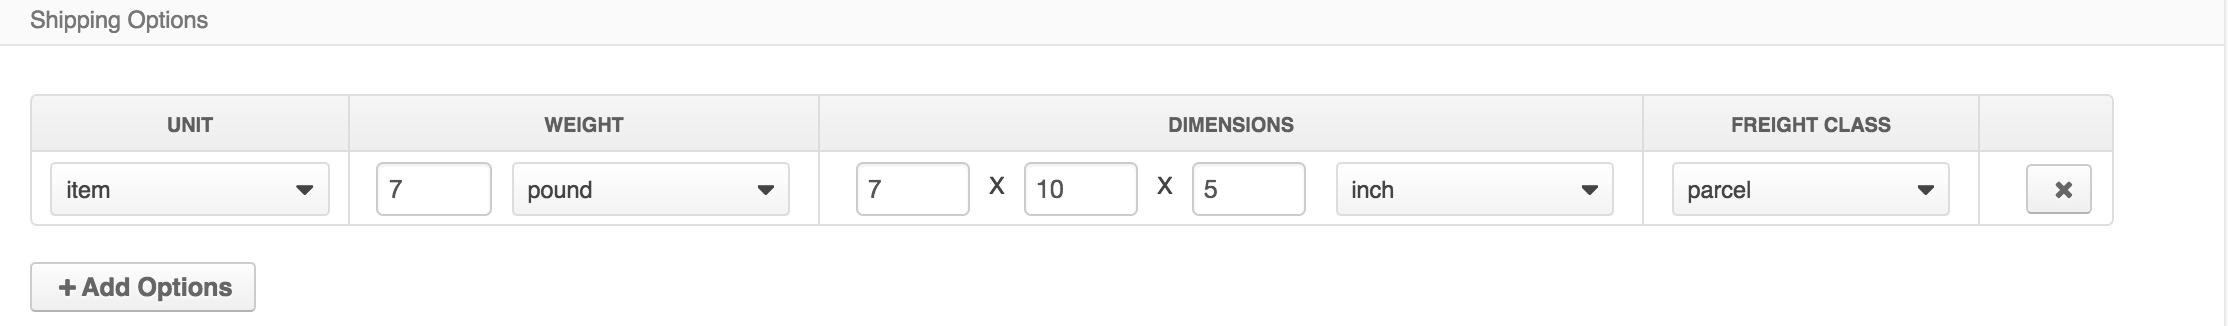 Shipping Options
UNIT WEIGHT DIMENSIONS FREIGHT CLASS
item 7 pound 7 X 10 X 5 inch parcel
+ Add Options